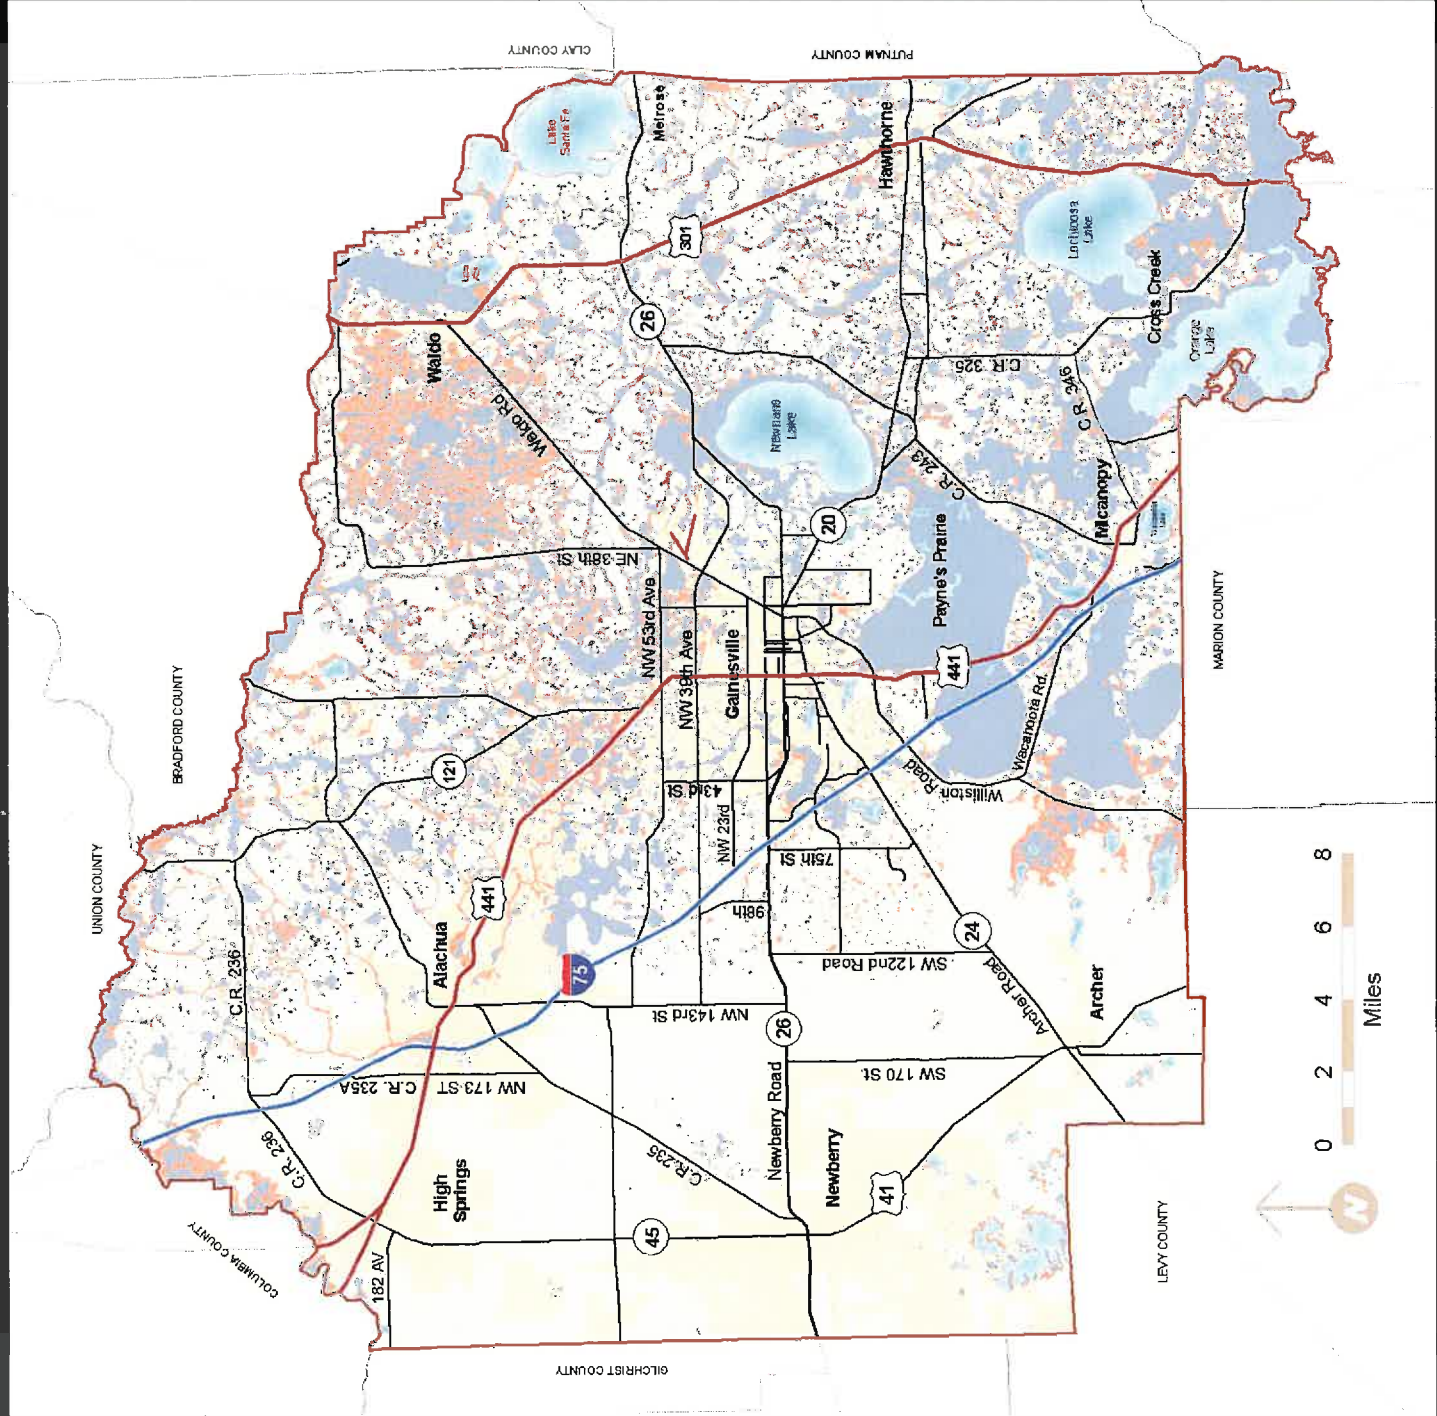 COLUMBIA COUNTY
UNION COUNTY
BRADFORD COUNTY
CLAY COUNTY
PUTNAM COUNTY
GILCHRIST COUNTY
LEVY COUNTY
MARION COUNTY
High
Springs
182 AV
C.R. 236
C.R. 236
C.R. 235A
NW 173 ST
45
C.R. 235
Newberry
Newberry Road
41
26
Alachua
441
75
NW 143rd St
SW 170 St.
SW 122nd Road
Archer
Archer Road
24
98th
75th St
NW 23rd
43rd St
121
Gainesville
NW 39th Ave
NW 53rd Ave
NE 38th St
Williston
Road
Wacahoota Rd.
441
Payne's Prairie
Micanopy
20
C.R. 243
Waldo Rd
Waldo
Newnans
Lake
26
301
Lake
Santa Fe
Melrose
Hawthorne
C.R. 325
C.R. 346
Cross Creek
Orange
Lake
Lochloosa
Lake
N
0
2
4
6
8
Miles